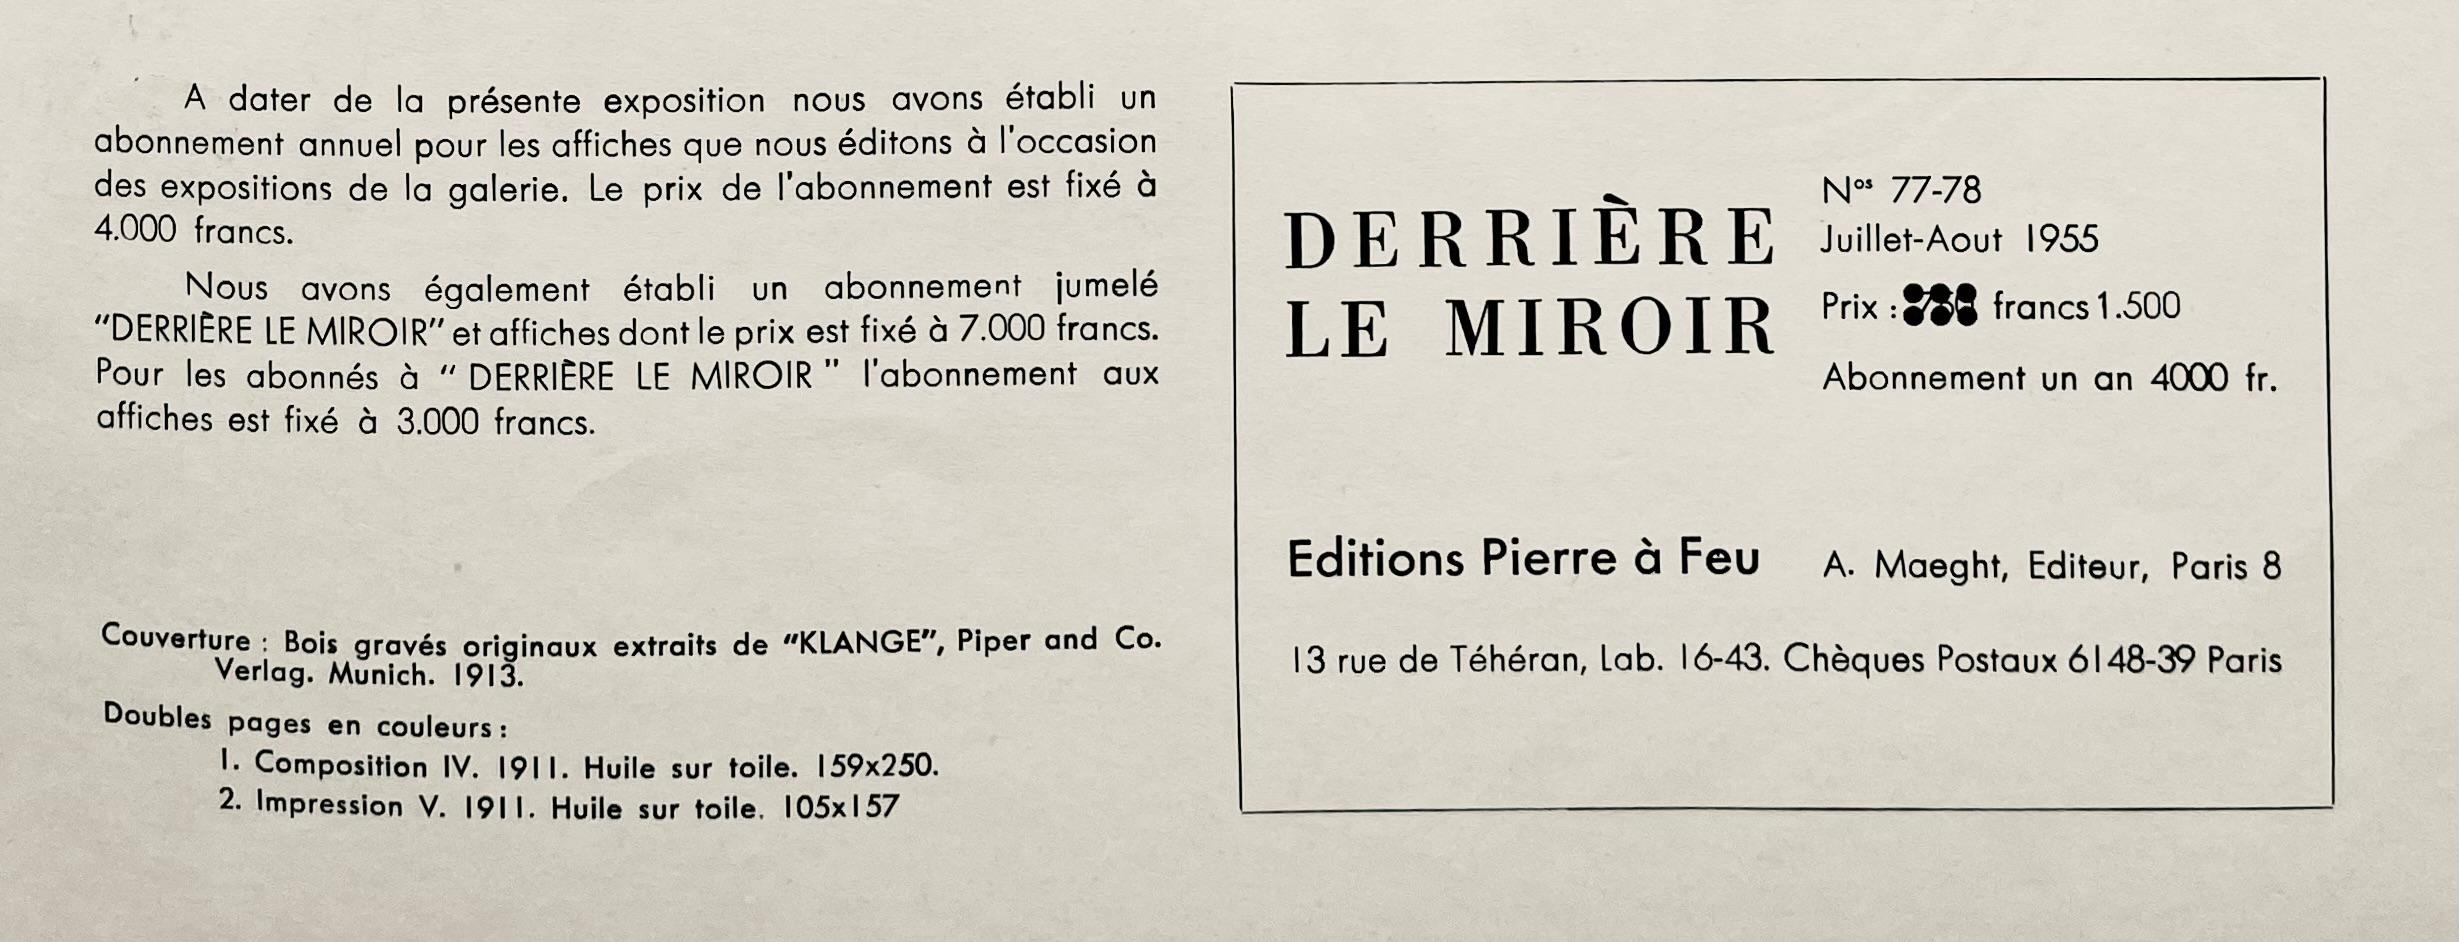 A dater de la présente exposition nous avons établi un
abonnement annuel pour les affiches que nous éditons à l'occasion
des expositions de la galerie. Le prix de l'abonnement est fixé à
4.000 francs.
Nous avons également établi un abonnement jumelé
"DERRIÈRE LE MIROIR" et affiches dont le prix est fixé à 7.000 francs.
Pour les abonnés à " DERRIÈRE LE MIROIR " l'abonnement aux
affiches est fixé à 3.000 francs.
Couverture : Bois gravés originaux extraits de "KLANGE", Piper and Co.
Verlag. Munich. 1913.
Doubles pages en couleurs :
1. Composition IV. 1911. Huile sur toile. 159x250.
2. Impression V. 1911. Huile sur toile. 105x157
DERRIÈRE
LE MIROIR
Nos 77-78
Juillet-Aout 1955
Prix : francs 1.500
Abonnement un an 4000 fr.
Editions Pierre à Feu A. Maeght, Editeur, Paris 8
13 rue de Téhéran, Lab. 16-43. Chèques Postaux 6148-39 Paris